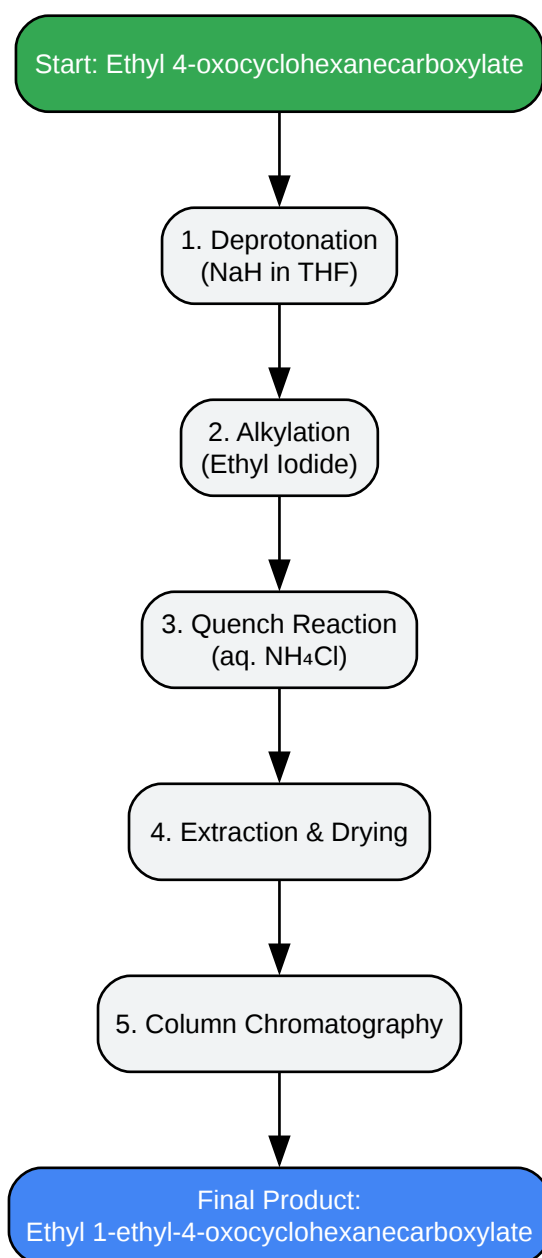 Start: Ethyl 4-oxocyclohexanecarboxylate
1. Deprotonation
(NaH in THF)
2. Alkylation
(Ethyl Iodide)
3. Quench Reaction
(aq. NH₄Cl)
4. Extraction & Drying
5. Column Chromatography
Final Product:
Ethyl 1-ethyl-4-oxocyclohexanecarboxylate